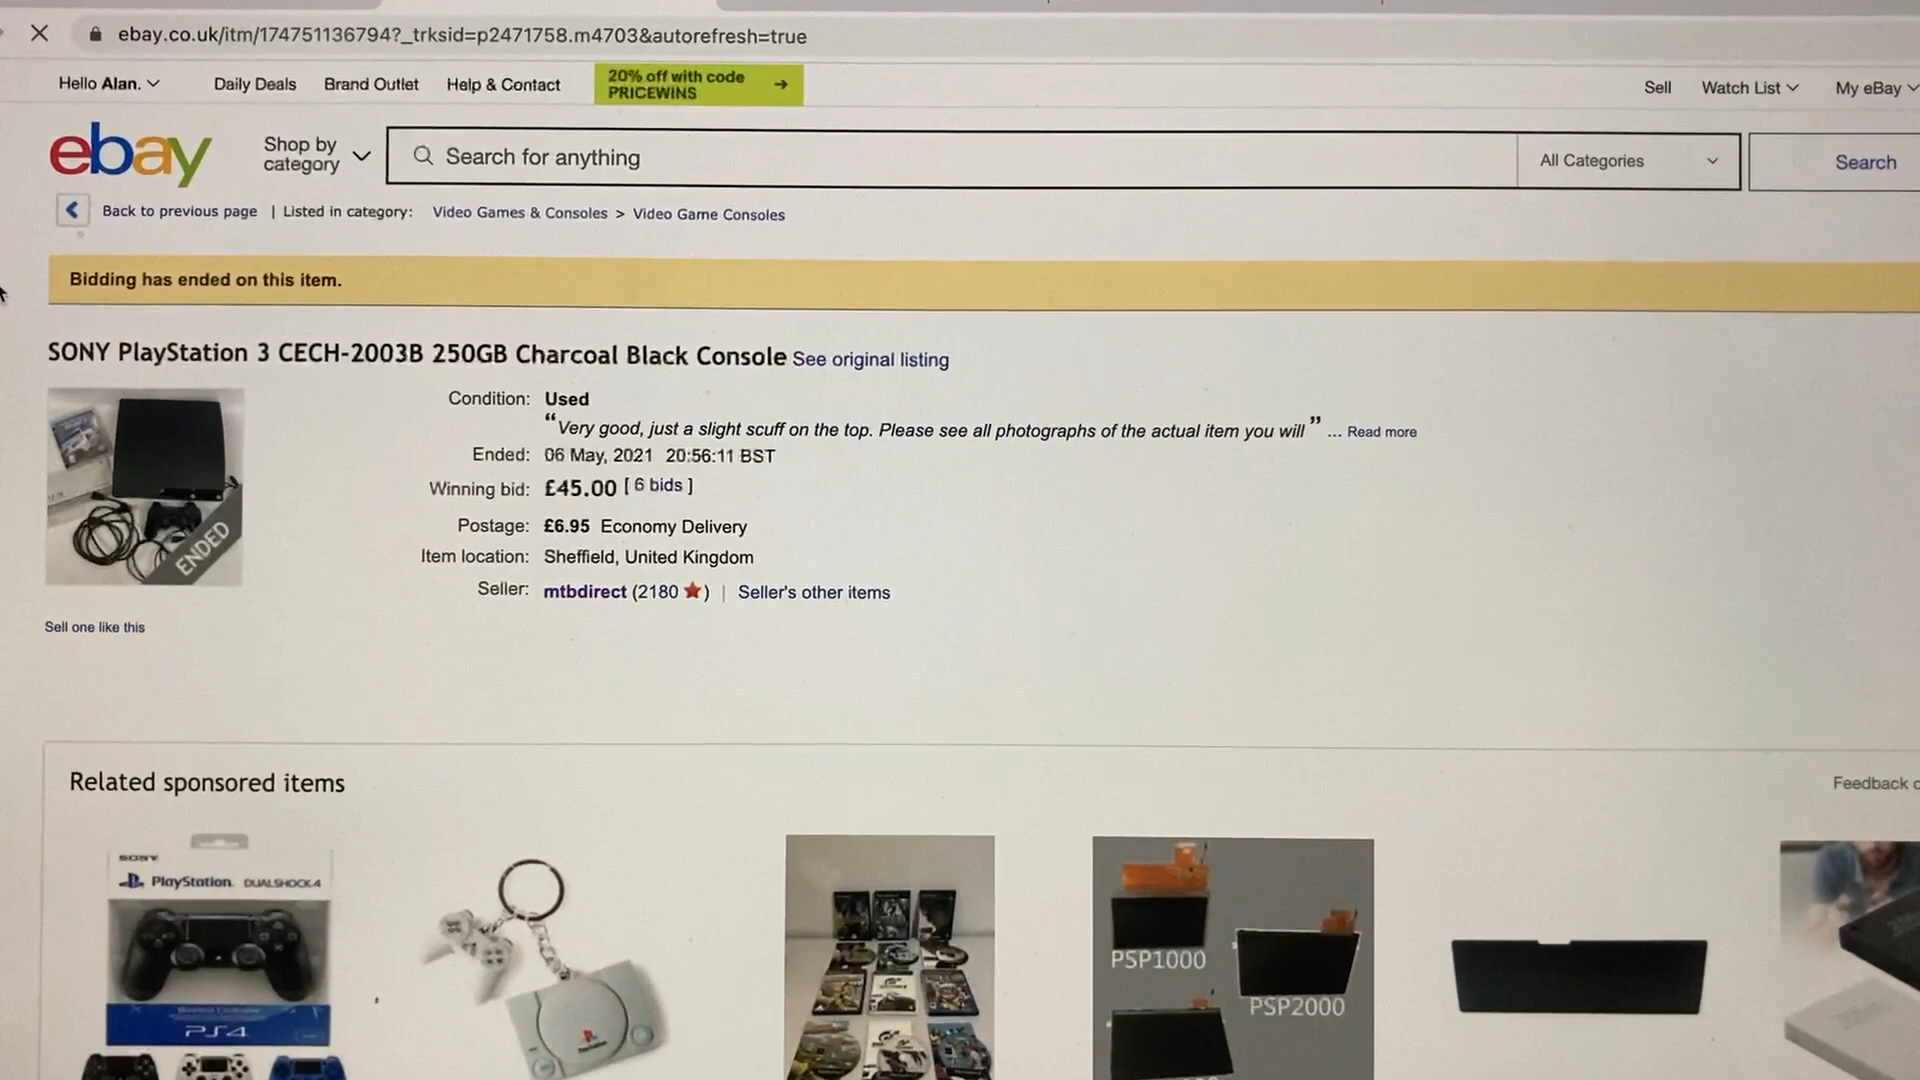 ebay.co.uk/itm/174751136794?_trksid=p2471758.m4703&autorefresh=true
Hello Alan. Daily Deals Brand Outlet Help & Contact 20% off with code PRICEWINS Sell Watch List My eBay
ebay Shop by category Search for anything All Categories Search
Back to previous page | Listed in category: Video Games & Consoles > Video Game Consoles
Bidding has ended on this item.
SONY PlayStation 3 CECH-2003B 250GB Charcoal Black Console See original listing
Condition: Used
“Very good, just a slight scuff on the top. Please see all photographs of the actual item you will” ... Read more
Ended: 06 May, 2021 20:56:11 BST
Winning bid: £45.00 [ 6 bids ]
Postage: £6.95 Economy Delivery
Item location: Sheffield, United Kingdom
Seller: mtbdirect (2180 ) | Seller's other items
ENDED
Sell one like this
Related sponsored items Feedback
SONY
PlayStation. DUALSHOCK4
Wireless Controller
PS4
PlayStation
PSP1000
PSP2000